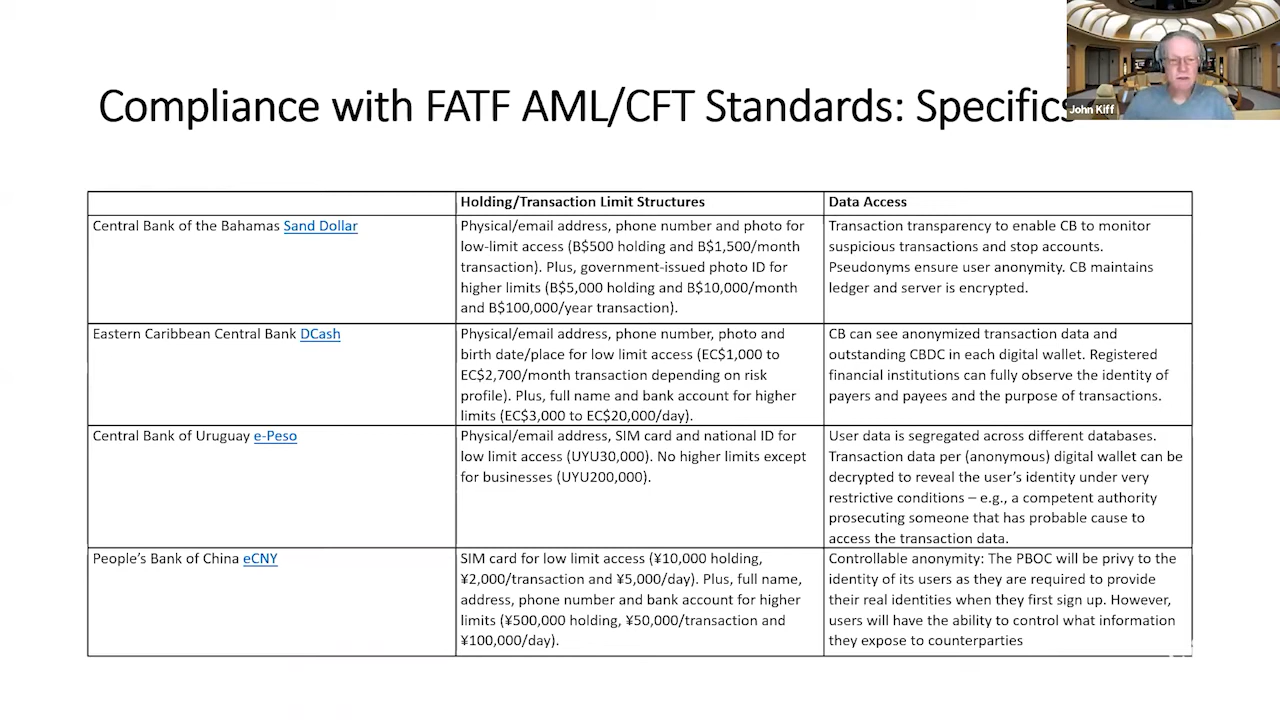 John Kiff
Compliance with FATF AML/CFT Standards: Specifics
Holding/Transaction Limit Structures
Data Access
Central Bank of the Bahamas Sand Dollar
Physical/email address, phone number and photo for
low-limit access (B$500 holding and B$1,500/month
transaction). Plus, government-issued photo ID for
higher limits (B$5,000 holding and B$10,000/month
and B$100,000/year transaction).
Transaction transparency to enable CB to monitor
suspicious transactions and stop accounts.
Pseudonyms ensure user anonymity. CB maintains
ledger and server is encrypted.
Eastern Caribbean Central Bank DCash
Physical/email address, phone number, photo and
birth date/place for low limit access (EC$1,000 to
EC$2,700/month transaction depending on risk
profile). Plus, full name and bank account for higher
limits (EC$3,000 to EC$20,000/day).
CB can see anonymized transaction data and
outstanding CBDC in each digital wallet. Registered
financial institutions can fully observe the identity of
payers and payees and the purpose of transactions.
Central Bank of Uruguay e-Peso
Physical/email address, SIM card and national ID for
low limit access (UYU30,000). No higher limits except
for businesses (UYU200,000).
User data is segregated across different databases.
Transaction data per (anonymous) digital wallet can be
decrypted to reveal the user's identity under very
restrictive conditions – e.g., a competent authority
prosecuting someone that has probable cause to
access the transaction data.
People's Bank of China eCNY
SIM card for low limit access (¥10,000 holding,
¥2,000/transaction and ¥5,000/day). Plus, full name,
address, phone number and bank account for higher
limits (¥500,000 holding, ¥50,000/transaction and
¥100,000/day).
Controllable anonymity: The PBOC will be privy to the
identity of its users as they are required to provide
their real identities when they first sign up. However,
users will have the ability to control what information
they expose to counterparties